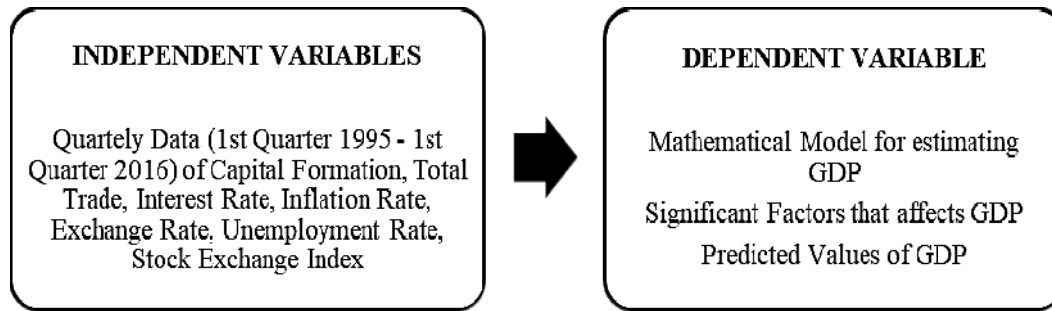 INDEPENDENT VARIABLES
Quartely Data (1st Quarter 1995 - 1st
Quarter 2016) of Capital Formation, Total
Trade, Interest Rate, Inflation Rate,
Exchange Rate, Unemployment Rate,
Stock Exchange Index
DEPENDENT VARIABLE
Mathematical Model for estimating
GDP
Significant Factors that affects GDP
Predicted Values of GDP